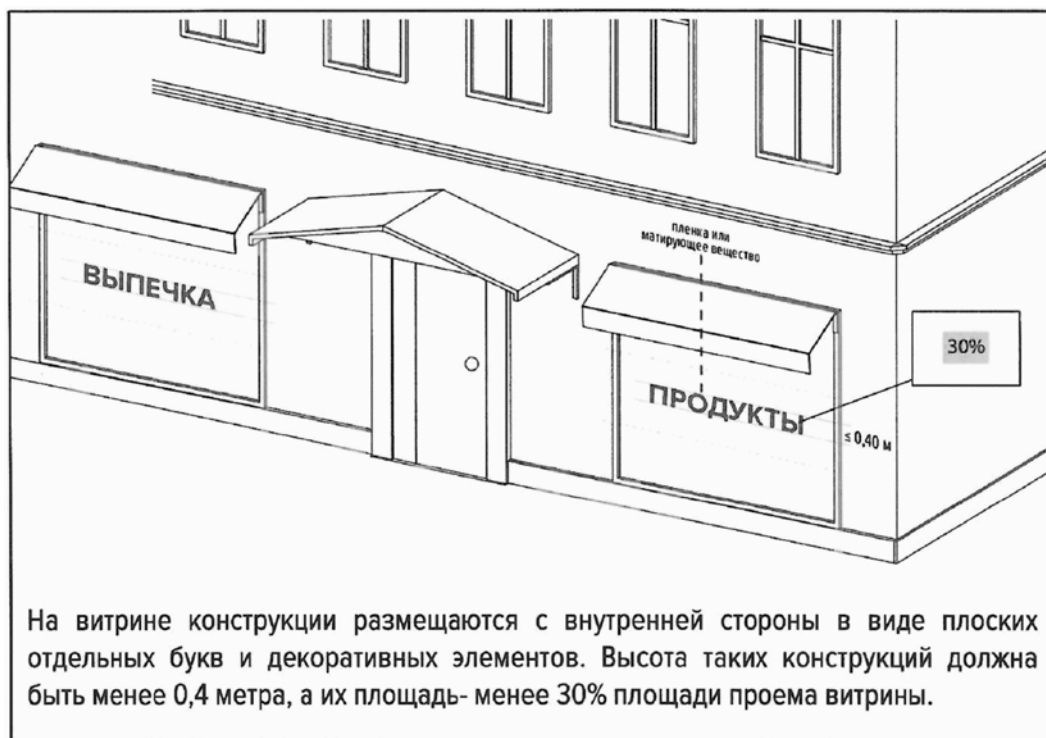 пленка или
матирующее вещество
ВЫПЕЧКА
30%
ПРОДУКТЫ
≤ 0,40 м
На витрине конструкции размещаются с внутренней стороны в виде плоских
отдельных букв и декоративных элементов. Высота таких конструкций должна
быть менее 0,4 метра, а их площадь- менее 30% площади проема витрины.